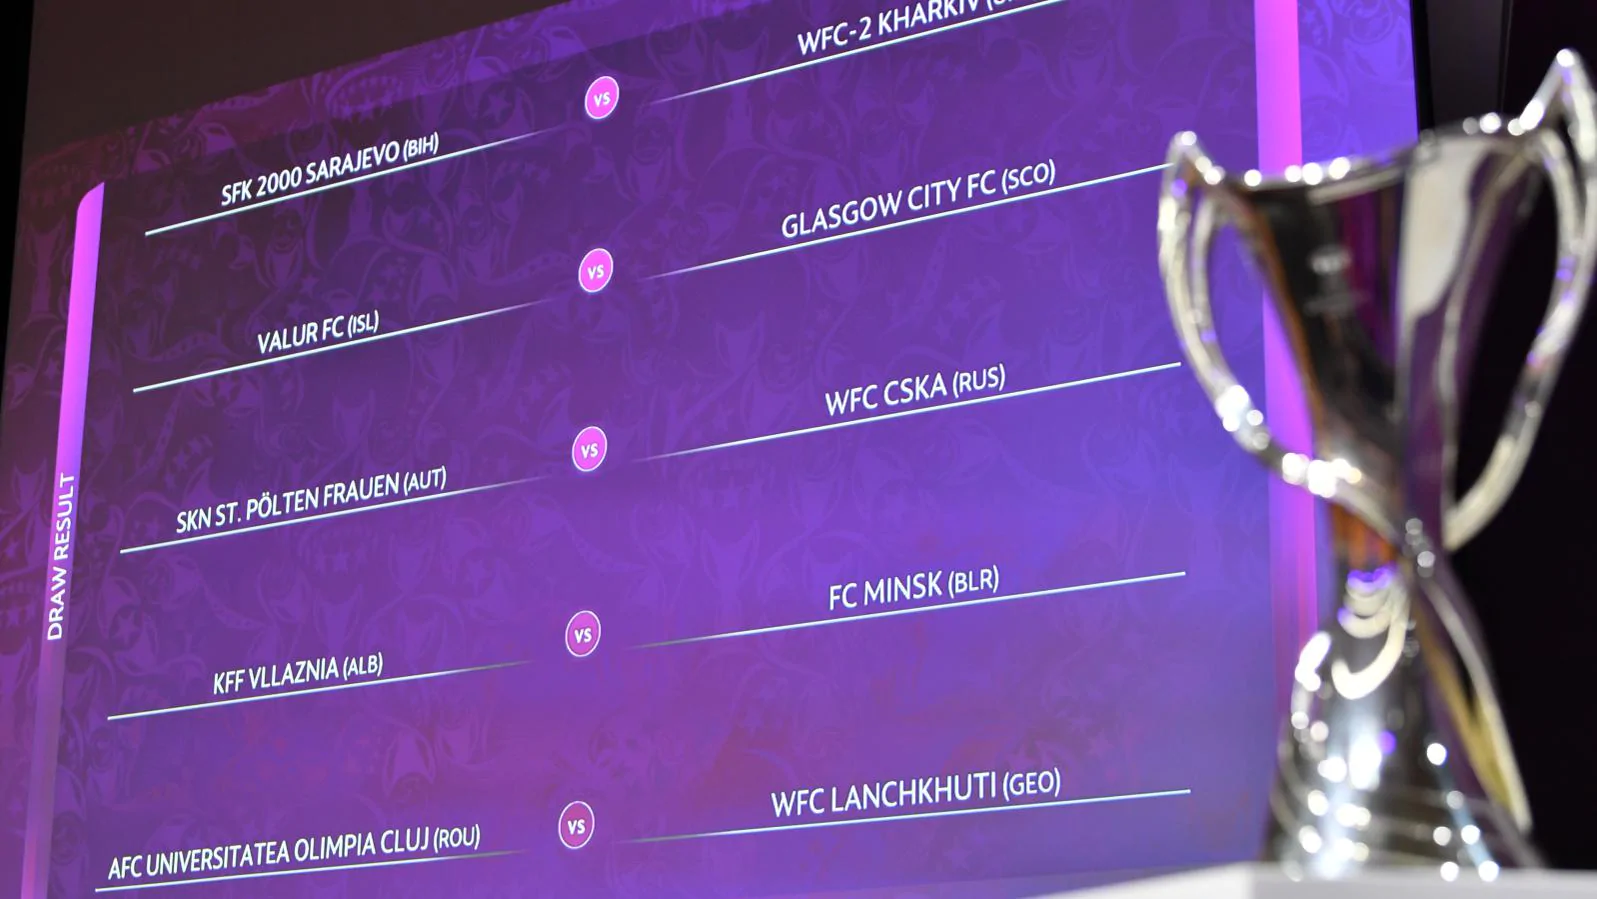 SFK 2000 SARAJEVO (BIH)
VS
WFC-2 KHARKIV
VALUR FC (ISL)
VS
GLASGOW CITY FC (SCO)
SKN ST. PÖLTEN FRAUEN (AUT)
VS
WFC CSKA (RUS)
KFF VLLAZNIA (ALB)
VS
FC MINSK (BLR)
AFC UNIVERSITATEA OLIMPIA CLUJ (ROU)
VS
WFC LANCHKHUTI (GEO)
DRAW RESULT